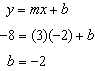 y = mx + b
−8 = (3)(−2) + b
b = −2